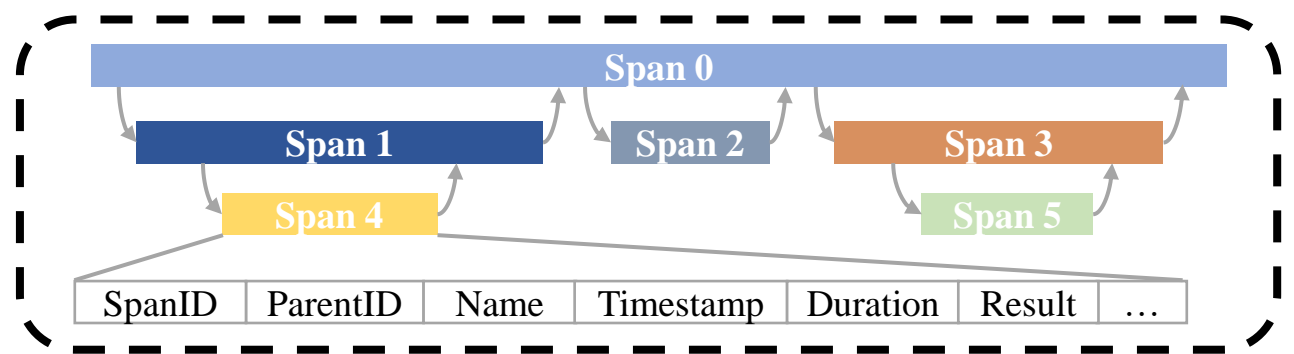 Span 0
Span 1 Span 2 Span 3
Span 4 Span 5
SpanID ParentID Name Timestamp Duration Result …